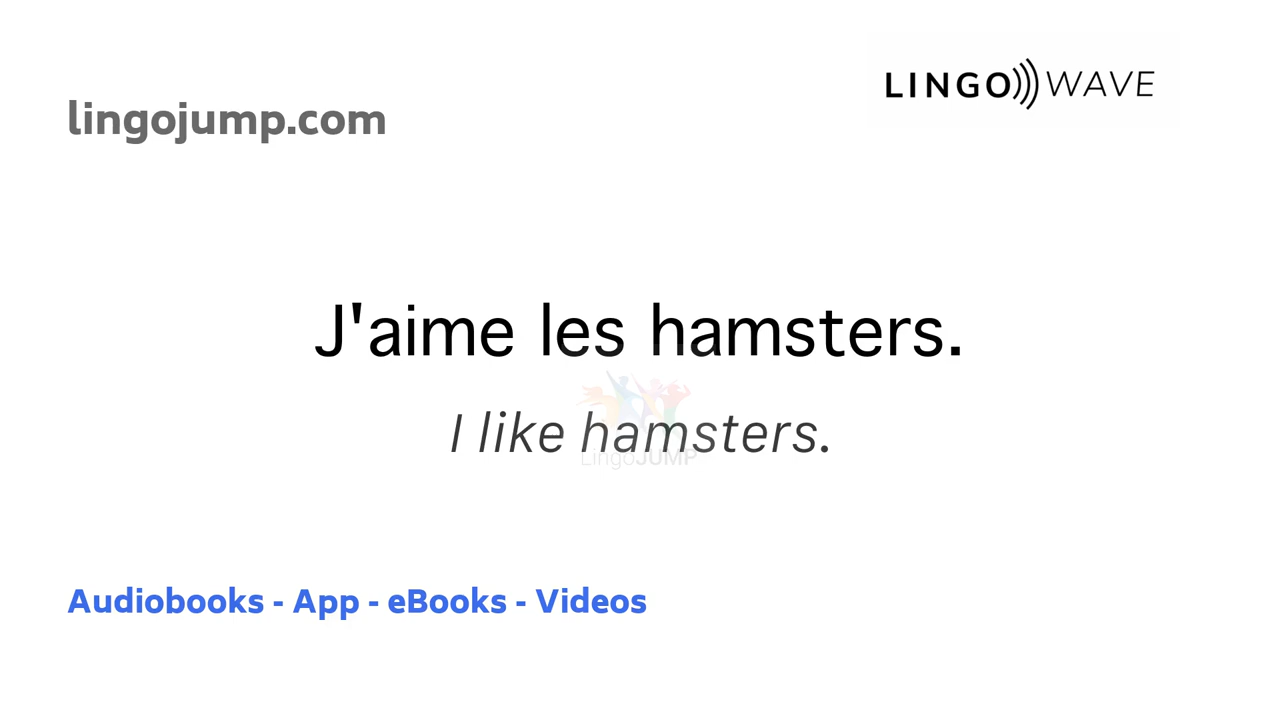 lingojump.com
LINGO WAVE
J'aime les hamsters.
I like hamsters.
LingoJUMP
Audiobooks - App - eBooks - Videos